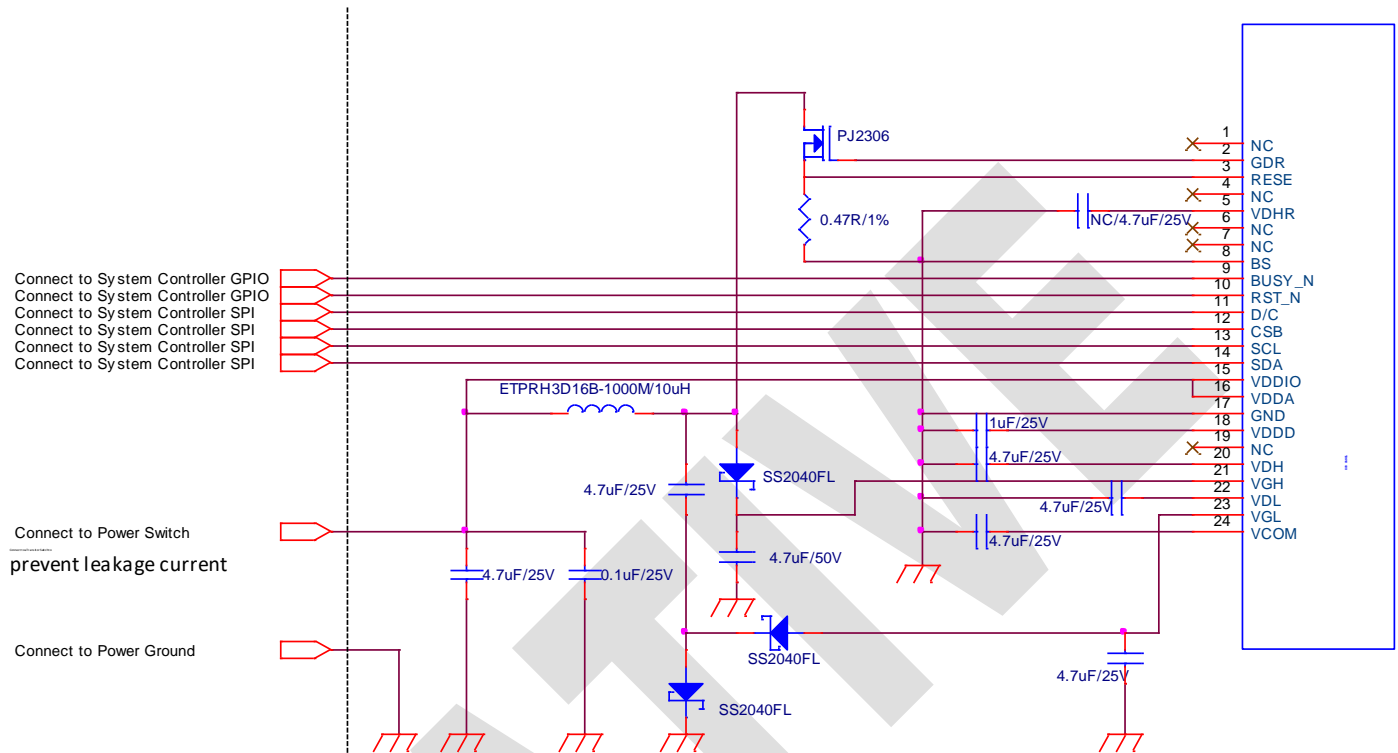 PJ2306
0.47R/1%
NC/4.7uF/25V
1
2
3
4
5
6
7
8
9
10
11
12
13
14
15
16
17
18
19
20
21
22
23
24
NC
GDR
RESE
NC
VDHR
NC
NC
BS
BUSY_N
RST_N
D/C
CSB
SCL
SDA
VDDIO
VDDA
GND
VDDD
NC
VDH
VGH
VDL
VGL
VCOM
Connect to System Controller GPIO
Connect to System Controller GPIO
Connect to System Controller SPI
Connect to System Controller SPI
Connect to System Controller SPI
Connect to System Controller SPI
ETPRH3D16B-1000M/10uH
1uF/25V
4.7uF/25V
SS2040FL
4.7uF/25V
4.7uF/25V
4.7uF/25V
Connect to Power Switch
prevent leakage current
4.7uF/50V
4.7uF/25V
0.1uF/25V
Connect to Power Ground
SS2040FL
4.7uF/25V
SS2040FL
TIVE